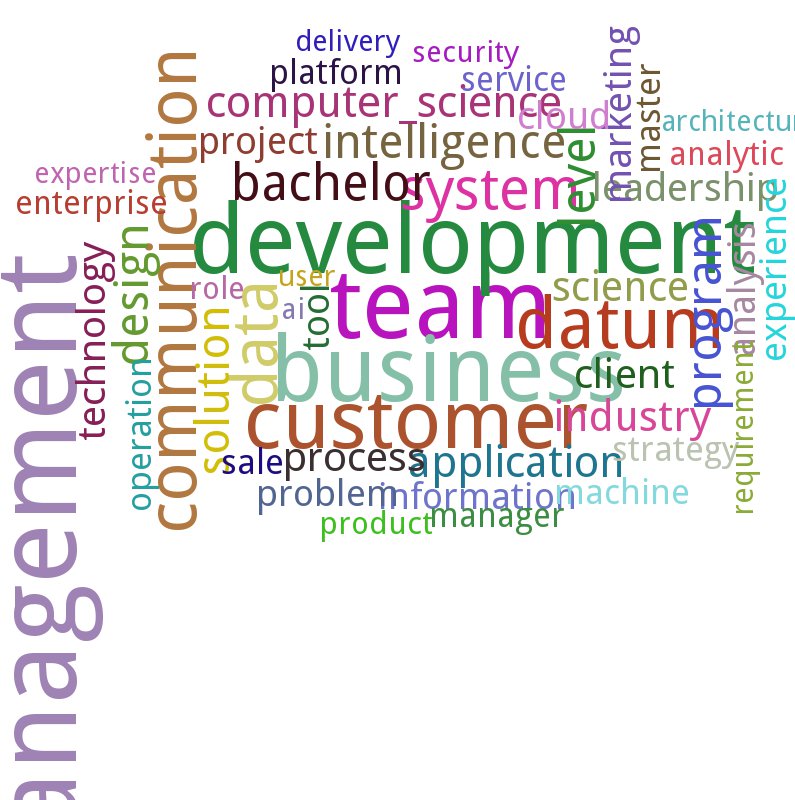 delivery
security
platform
service
marketing
master
computer_science
cloud
architectur
project
intelligence
level
analytic
expertise
communication
bachelor
system
leadership
enterprise
experience
development
design
technology
program
analysis
anagement
role
user
ai
tool
team
science
data
datum
solution
business
client
requirement
operation
customer
industry
sale
process
application
strategy
problem
information
machine
product
manager